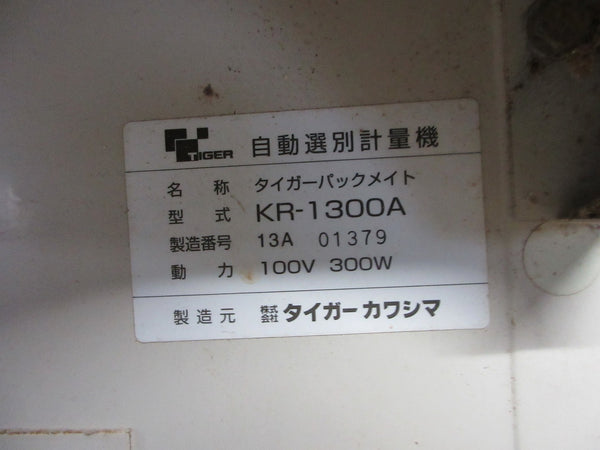 TIGER 自動選別計量機
名称 タイガーパックメイト
型式 KR-1300A
製造番号 13A 01379
動力 100V 300W
製造元 株式会社 タイガーカワシマ